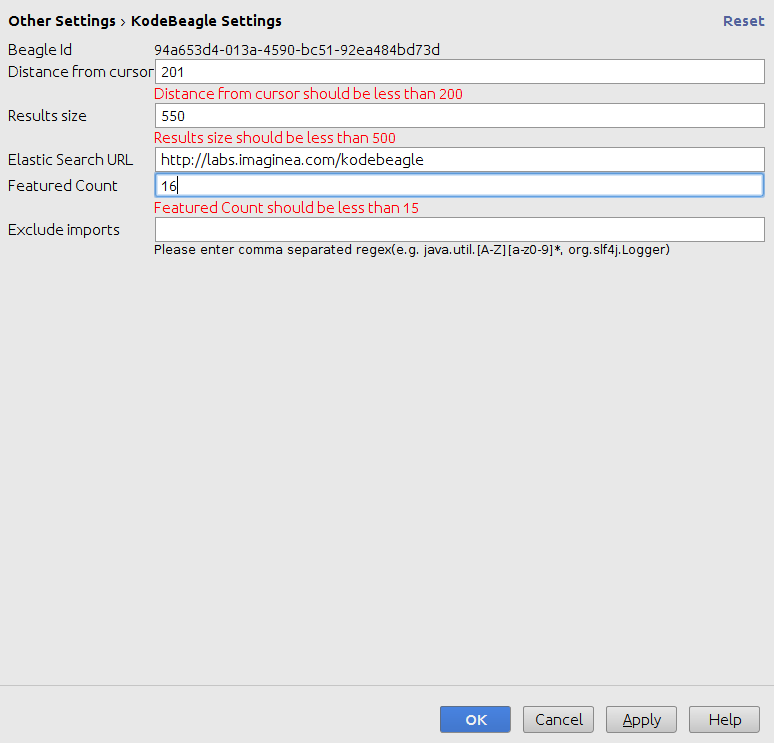 Other Settings › KodeBeagle Settings Reset
Beagle Id 94a653d4-013a-4590-bc51-92ea484bd73d
Distance from cursor 201
Distance from cursor should be less than 200
Results size 550
Results size should be less than 500
Elastic Search URL http://labs.imaginea.com/kodebeagle
Featured Count 16
Featured Count should be less than 15
Exclude imports
Please enter comma separated regex(e.g. java.util.[A-Z][a-z0-9]*, org.slf4j.Logger)
OK Cancel Apply Help